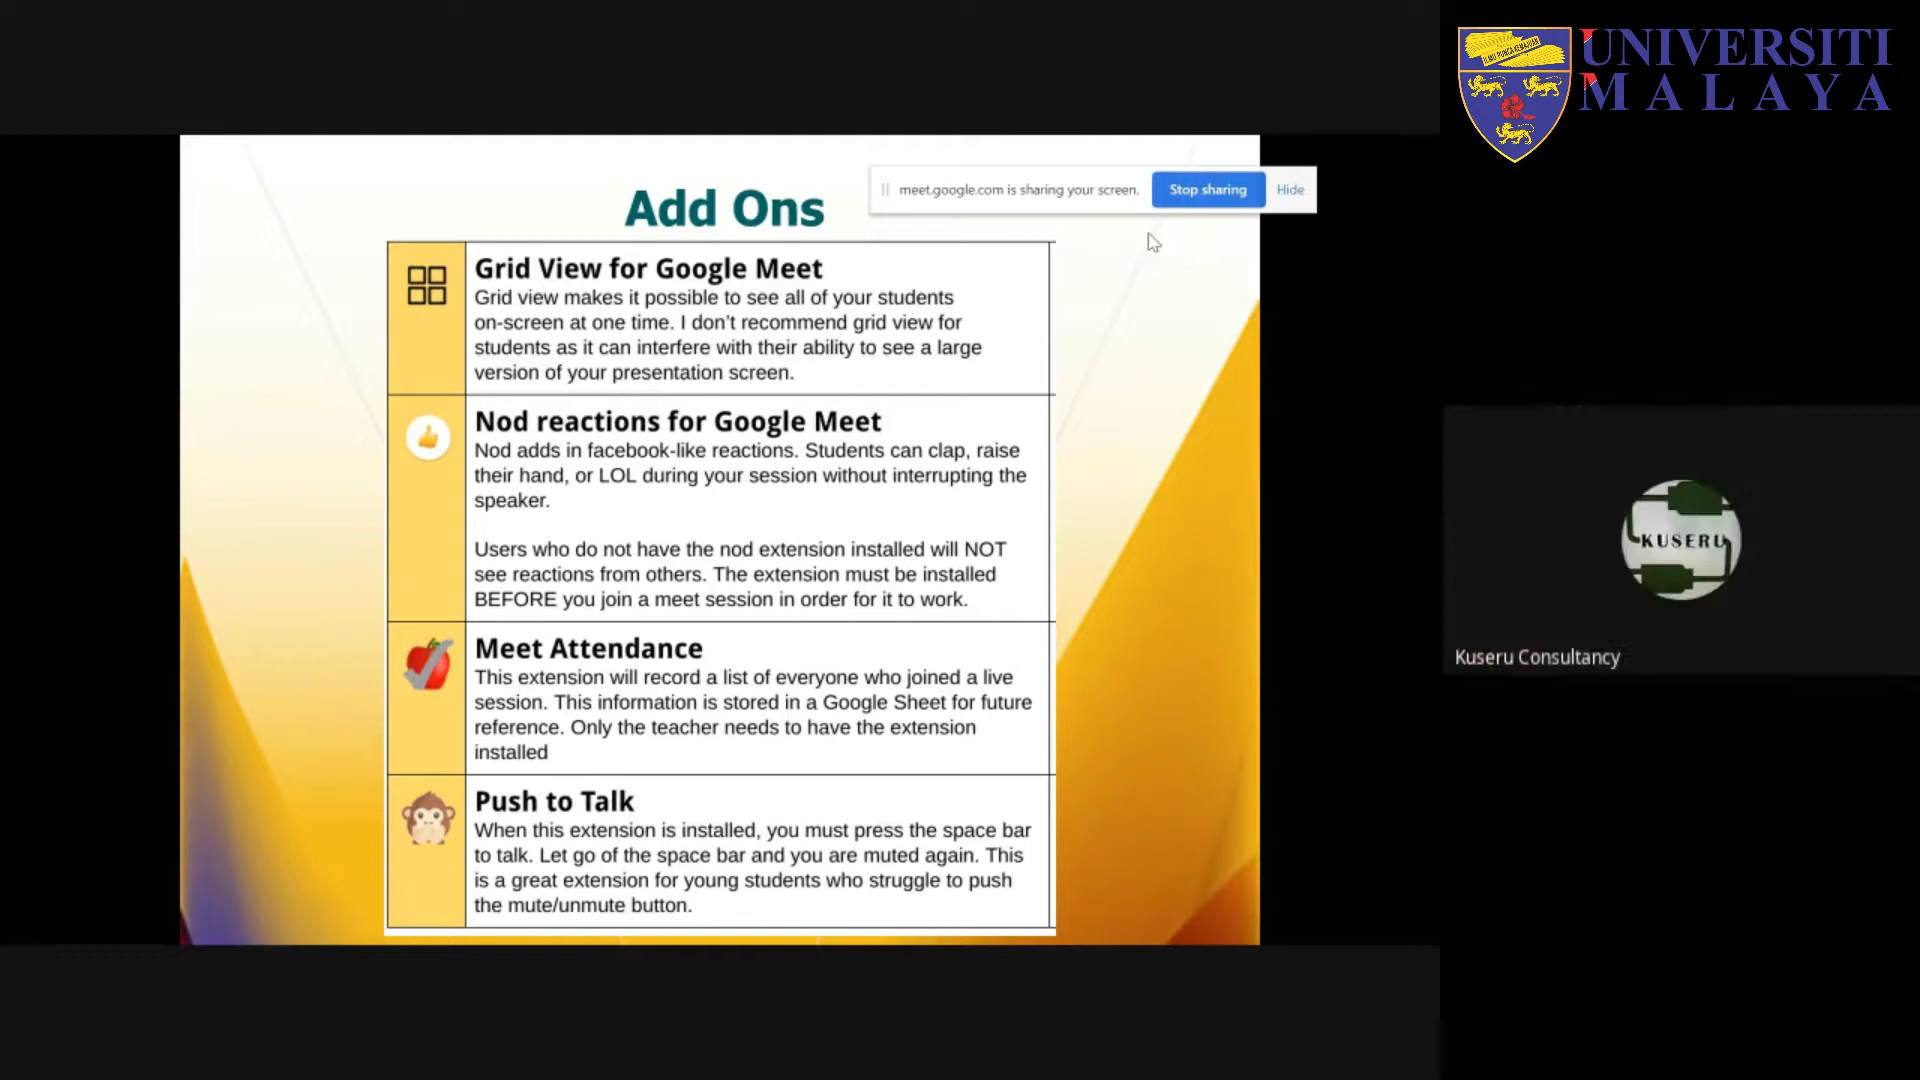 UNIVERSITI
MALAYA
ILMU PUNCA KEMAJUAN
meet.google.com is sharing your screen.
Stop sharing
Hide
Add Ons
Grid View for Google Meet
Grid view makes it possible to see all of your students
on-screen at one time. I don’t recommend grid view for
students as it can interfere with their ability to see a large
version of your presentation screen.
Nod reactions for Google Meet
Nod adds in facebook-like reactions. Students can clap, raise
their hand, or LOL during your session without interrupting the
speaker.
Users who do not have the nod extension installed will NOT
see reactions from others. The extension must be installed
BEFORE you join a meet session in order for it to work.
Meet Attendance
This extension will record a list of everyone who joined a live
session. This information is stored in a Google Sheet for future
reference. Only the teacher needs to have the extension
installed
Push to Talk
When this extension is installed, you must press the space bar
to talk. Let go of the space bar and you are muted again. This
is a great extension for young students who struggle to push
the mute/unmute button.
KUSERU
Kuseru Consultancy